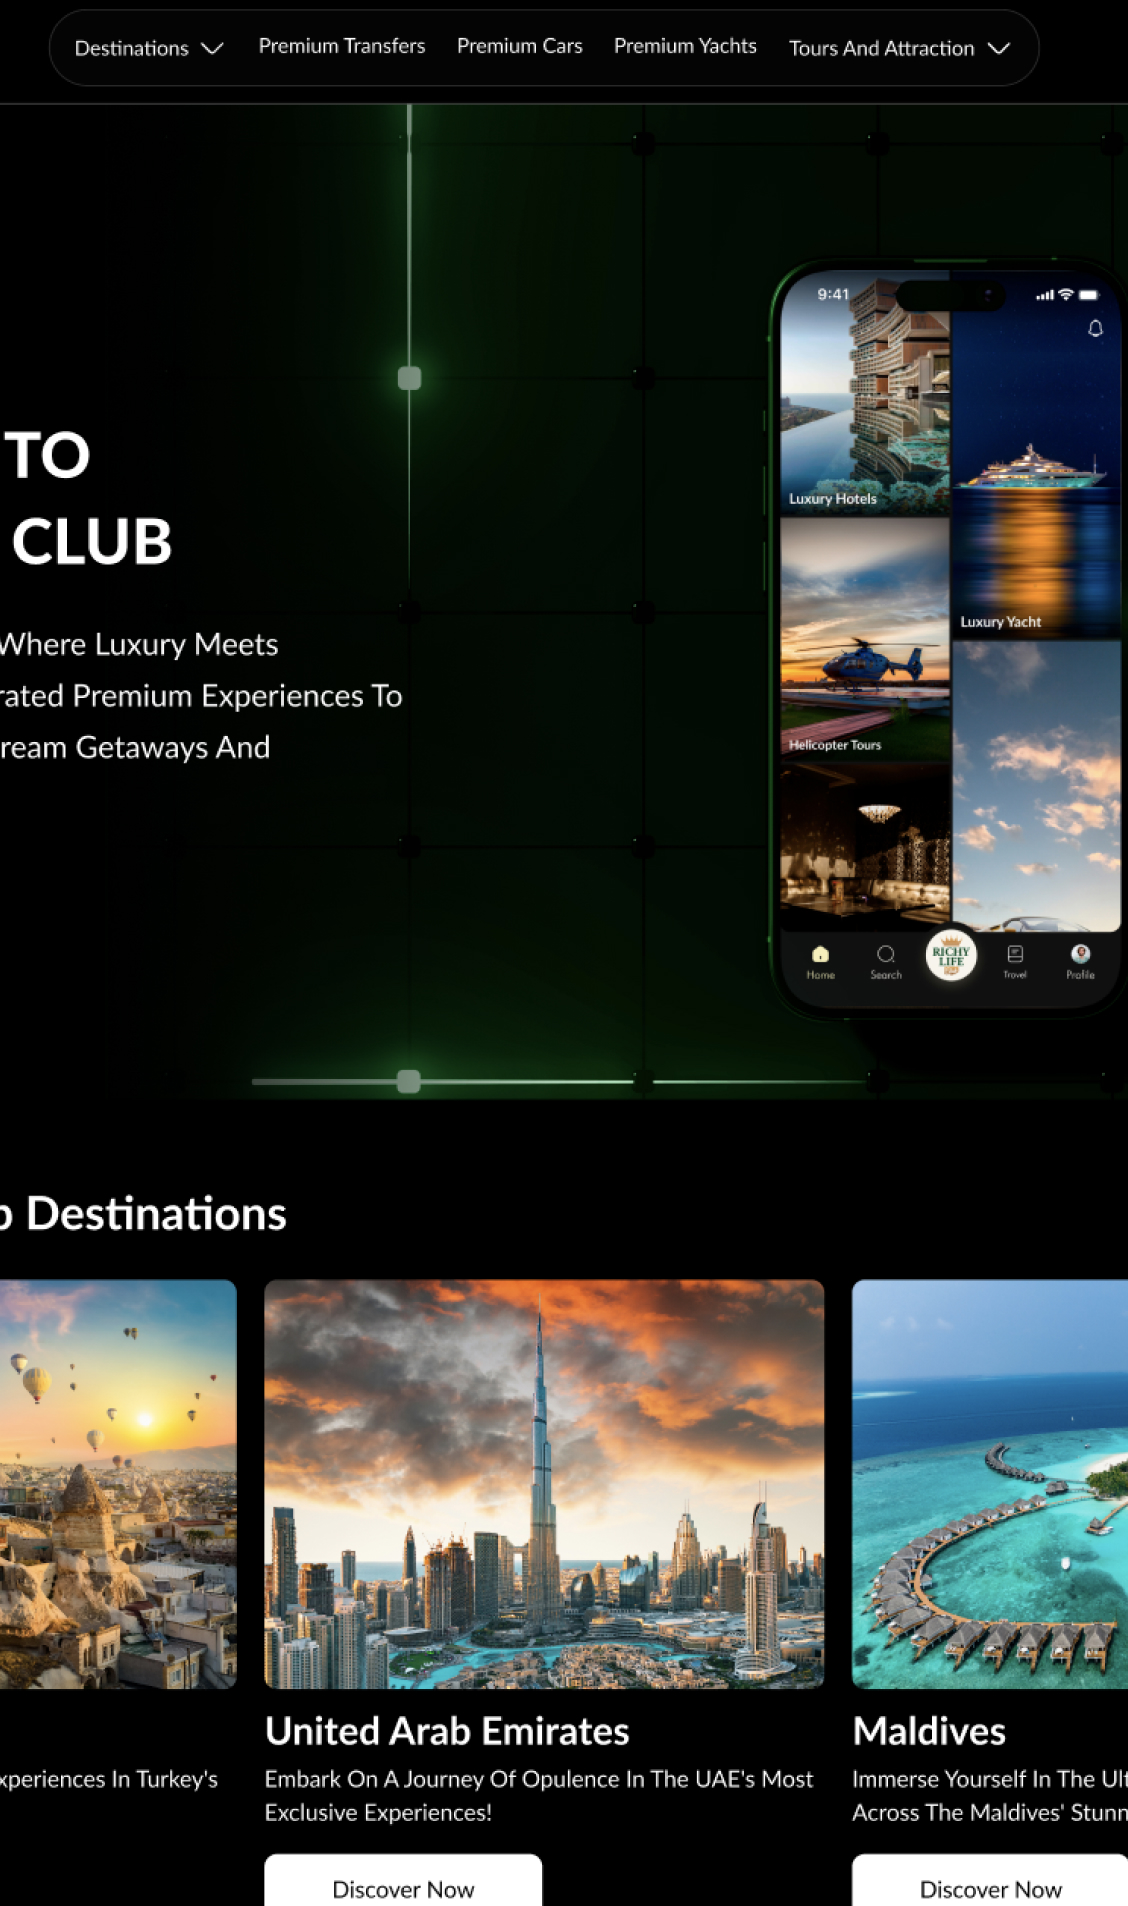 Destinations Premium Transfers Premium Cars Premium Yachts Tours And Attraction
9:41
TO
CLUB
Where Luxury Meets
rated Premium Experiences To
ream Getaways And
Luxury Hotels
Luxury Yacht
Helicopter Tours
RICHY
LIFE
Home Search Travel Profile
p Destinations
United Arab Emirates
Maldives
xperiences In Turkey's
Embark On A Journey Of Opulence In The UAE's Most
Exclusive Experiences!
Immerse Yourself In The Ult
Across The Maldives' Stunn
Discover Now
Discover Now